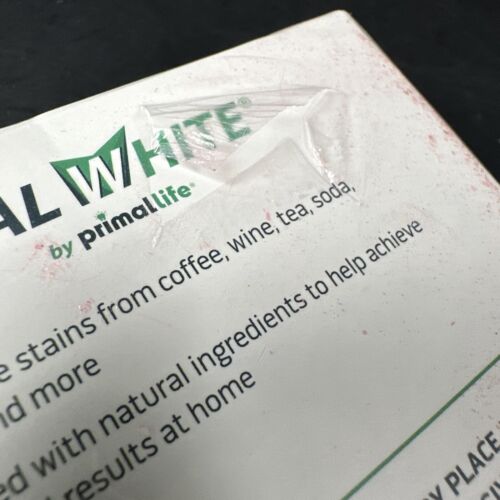 AL WHITE®
by primallife®
e stains from coffee, wine, tea, soda,
nd more
ed with natural ingredients to help achieve
results at home
Y PLACE